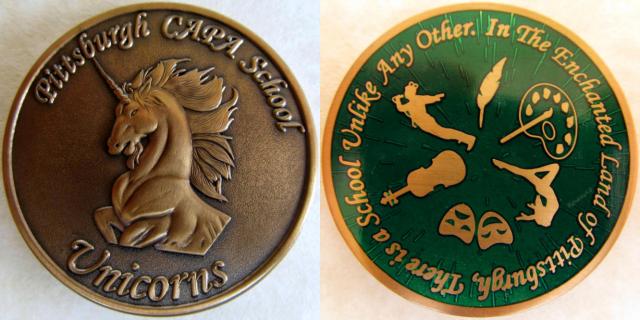 Pittsburgh CAPA School
Unicorns
In The Enchanted Land of Pittsburgh, There is a School Unlike Any Other.